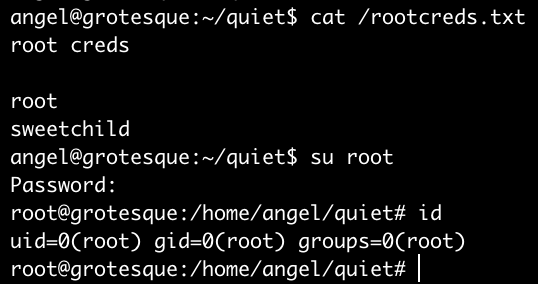 angel@grotesque:~/quiet$ cat /rootcreds.txt
root creds

root
sweetchild
angel@grotesque:~/quiet$ su root
Password:
root@grotesque:/home/angel/quiet# id
uid=0(root) gid=0(root) groups=0(root)
root@grotesque:/home/angel/quiet#